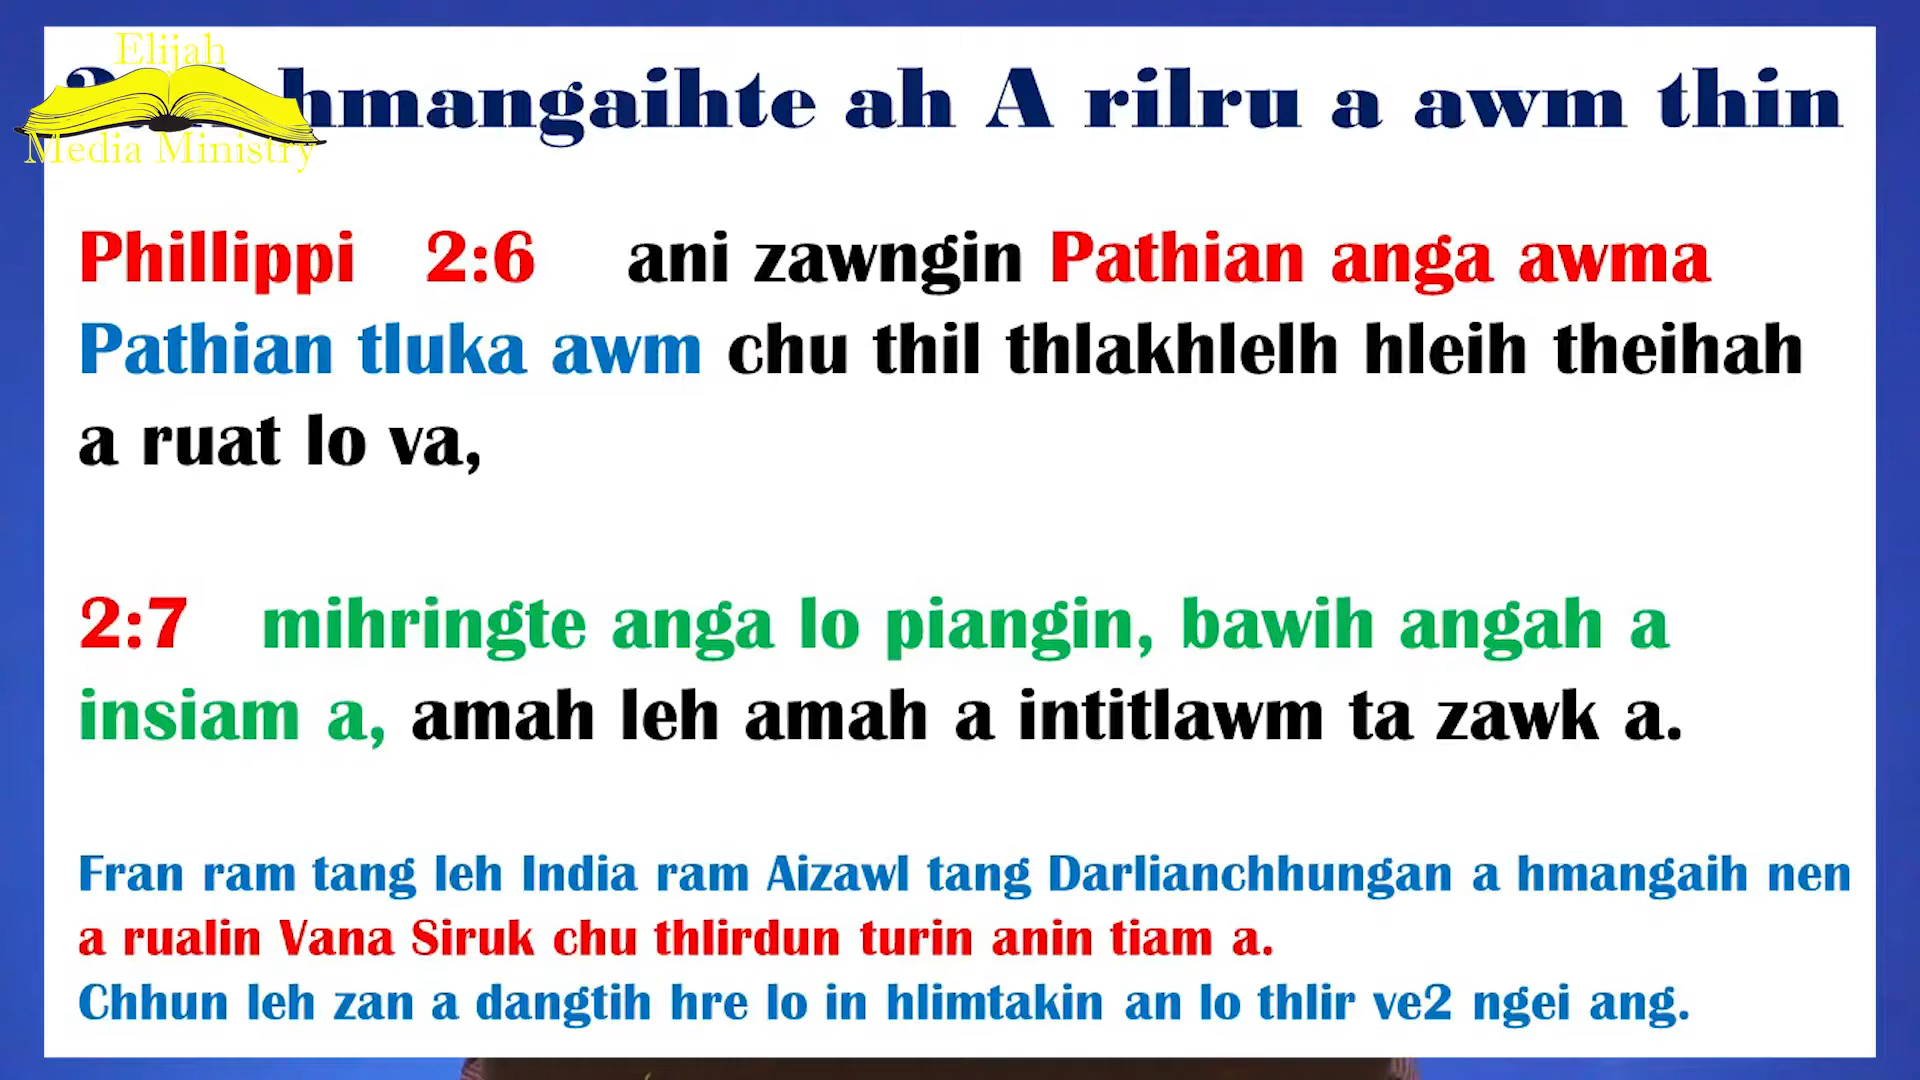 Elijah
Media Ministry
hmangaihte ah A rilru a awm thin
Phillippi 2:6 ani zawngin Pathian anga awma
Pathian tluka awm chu thil thlakhlelh hleih theihah
a ruat lo va,
2:7 mihringte anga lo piangin, bawih angah a
insiam a, amah leh amah a intitlawm ta zawk a.
Fran ram tang leh India ram Aizawl tang Darlianchhungan a hmangaih nen
a rualin Vana Siruk chu thlirdun turin anin tiam a.
Chhun leh zan a dangtih hre lo in hlimtakin an lo thlir ve2 ngei ang.